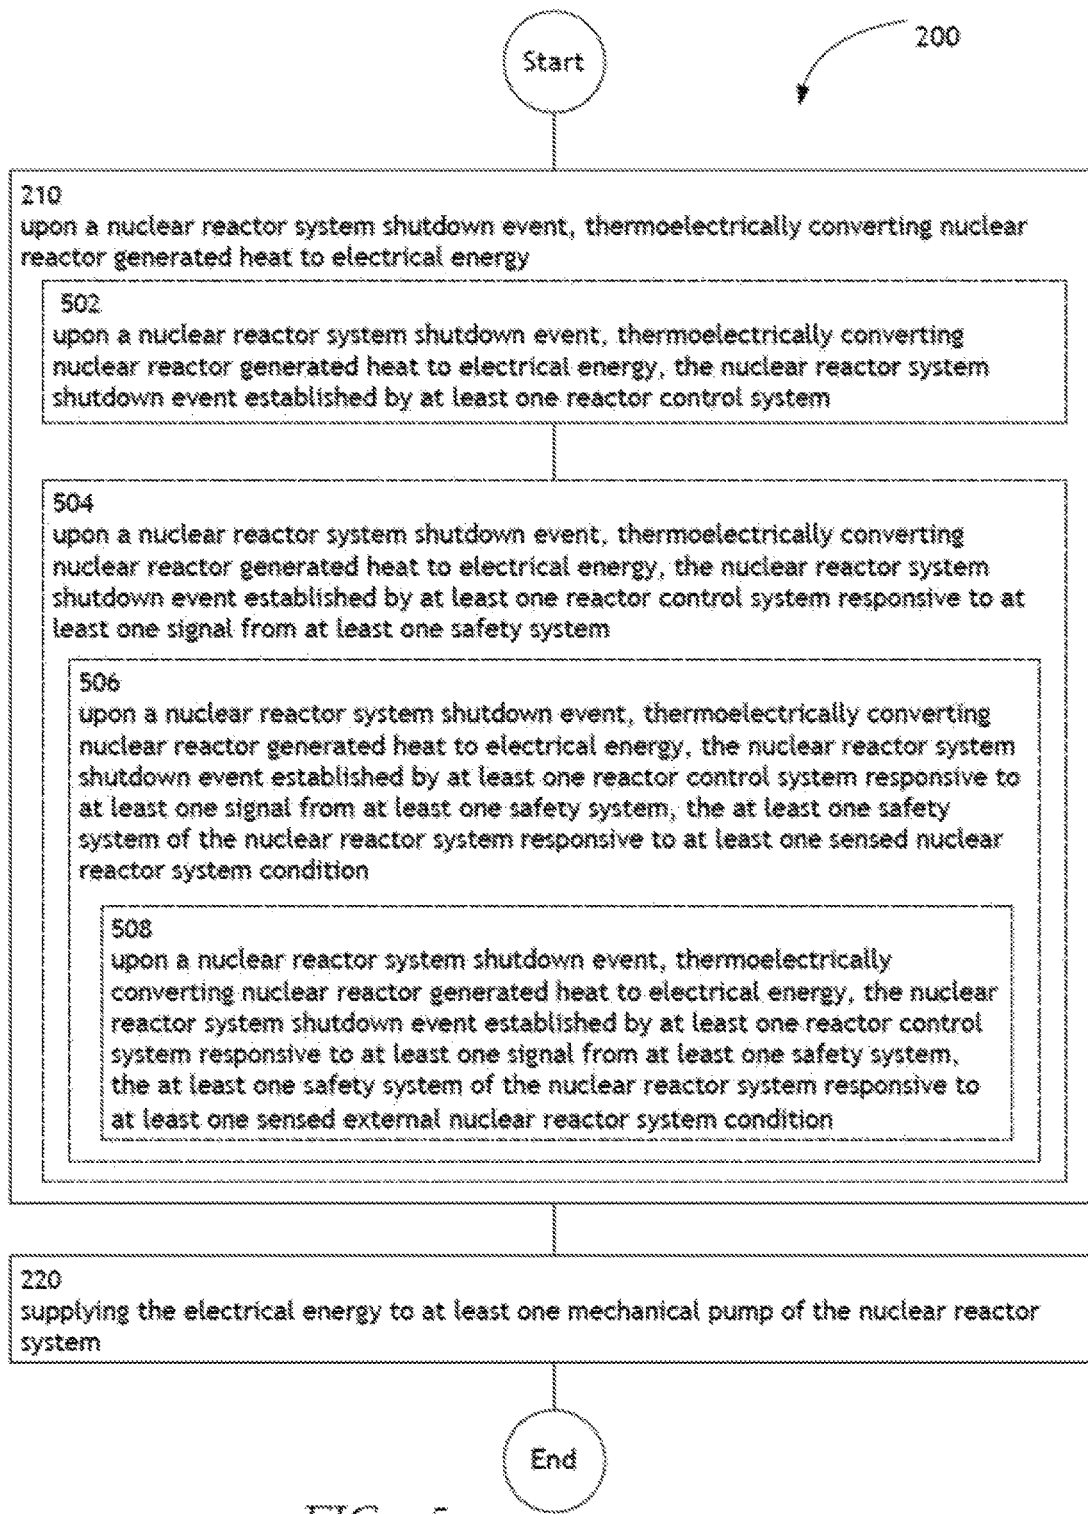 Start
200
210
upon a nuclear reactor system shutdown event, thermoelectrically converting nuclear
reactor generated heat to electrical energy
502
upon a nuclear reactor system shutdown event, thermoelectrically converting
nuclear reactor generated heat to electrical energy, the nuclear reactor system
shutdown event established by at least one reactor control system
504
upon a nuclear reactor system shutdown event, thermoelectrically converting
nuclear reactor generated heat to electrical energy, the nuclear reactor system
shutdown event established by at least one reactor control system responsive to at
least one signal from at least one safety system
506
upon a nuclear reactor system shutdown event, thermoelectrically converting
nuclear reactor generated heat to electrical energy, the nuclear reactor system
shutdown event established by at least one reactor control system responsive to
at least one signal from at least one safety system, the at least one safety
system of the nuclear reactor system responsive to at least one sensed nuclear
reactor system condition
508
upon a nuclear reactor system shutdown event, thermoelectrically
converting nuclear reactor generated heat to electrical energy, the nuclear
reactor system shutdown event established by at least one reactor control
system responsive to at least one signal from at least one safety system,
the at least one safety system of the nuclear reactor system responsive to
at least one sensed external nuclear reactor system condition
220
supplying the electrical energy to at least one mechanical pump of the nuclear reactor
system
End